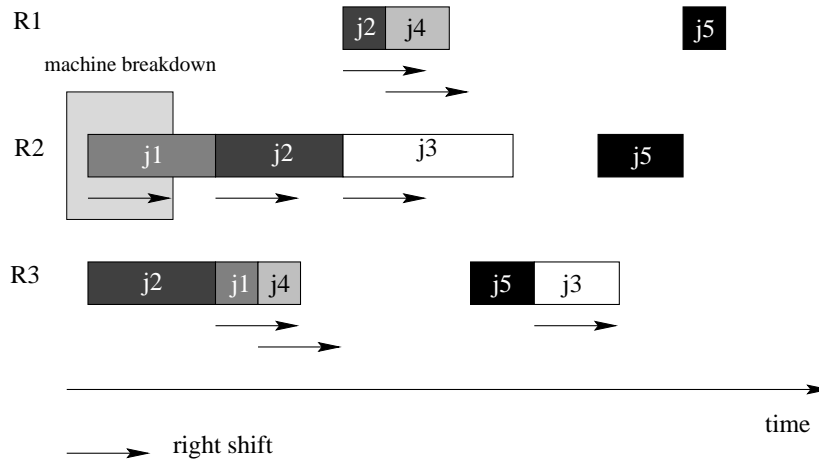 R1
j2 j4
j5
machine breakdown
R2
j1 j2 j3
j5
R3
j2 j1 j4
j5 j3
time
right shift